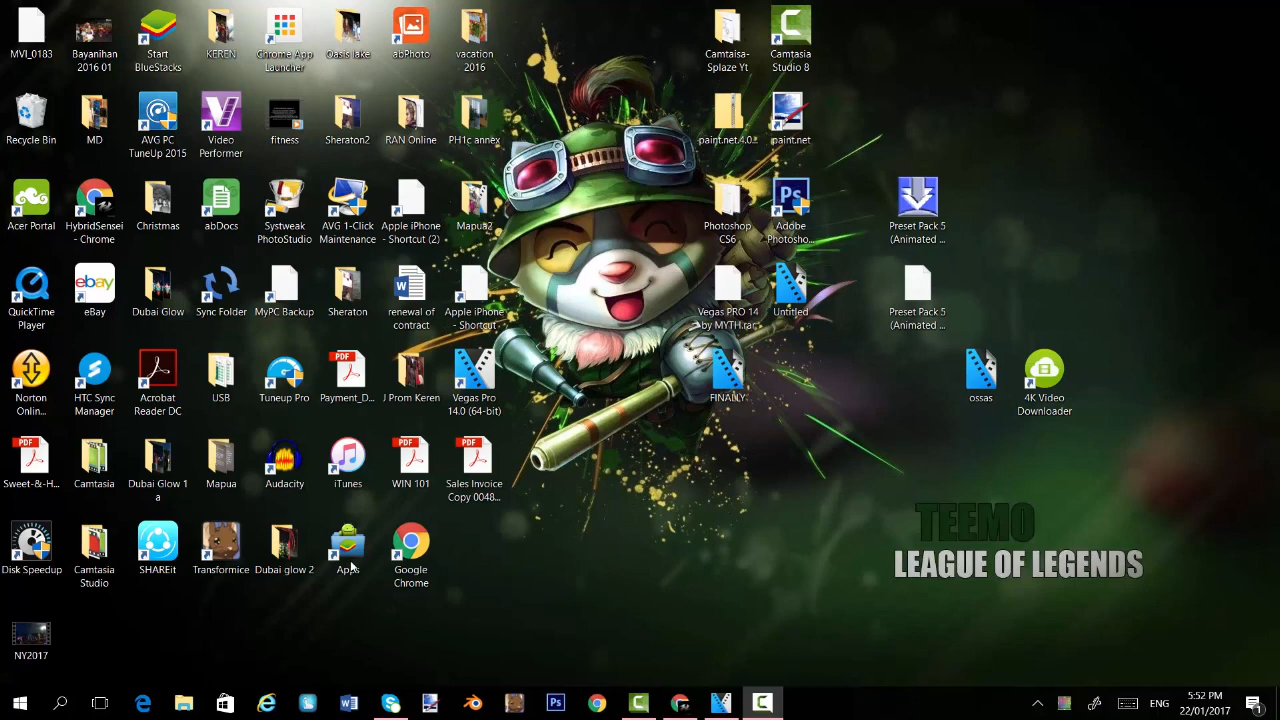 MVI_0183
Bayanihan
2016 01
Start
BlueStacks
KEREN
Chrome App
Launcher
Oasis lake
abPhoto
vacation
2016
Camtaisa-
Splaze Yt
Camtasia
Studio 8
Recycle Bin
MD
AVG PC
TuneUp 2015
Video
Performer
fitness
Sheraton2
RAN Online
PH1c annex
paint.net.4.0...
paint.net
Acer Portal
HybridSensei
- Chrome
Christmas
abDocs
Systweak
PhotoStudio
AVG 1-Click
Maintenance
Apple iPhone
- Shortcut (2)
Mapua2
Photoshop
CS6
Ps
Adobe
Photosho...
Preset Pack 5
(Animated ...
QuickTime
Player
ebay
eBay
Dubai Glow
Sync Folder
MyPC Backup
Sheraton
W
renewal of
contract
Apple iPhone
- Shortcut
Vegas PRO 14
by MYTH.rar
Untitled
Preset Pack 5
(Animated ...
Norton
Onlin...
HTC Sync
Manager
Acrobat
Reader DC
USB
Tuneup Pro
PDF
Payment_D...
J Prom Keren
Vegas Pro
14.0 (64-bit)
FINALLY
ossas
4K Video
Downloader
PDF
Sweet-&-H...
Camtasia
Dubai Glow 1
a
Mapua
Audacity
iTunes
PDF
WIN 101
PDF
Sales Invoice
Copy 0048...
Disk Speedup
Camtasia
Studio
SHAREit
Transformice
Dubai glow 2
Apps
Google
Chrome
TEEMO
LEAGUE OF LEGENDS
NY2017
Ps
ENG
5:52 PM
22/01/2017
1